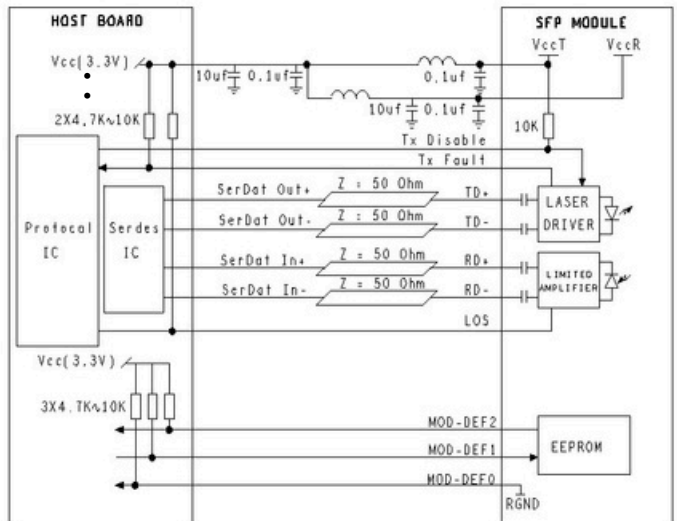 HOST BOARD
SFP MODULE
VccT
VccR
Vcc(3.3V)
10uf
0.1uf
0.1uf
10uf
0.1uf
2X4.7K~10K
10K
Tx Disable
Tx Fault
SerDat Out+
Z = 50 Ohm
TD+
SerDat Out-
Z = 50 Ohm
TD-
LASER
DRIVER
Protocal
IC
Serdes
IC
SerDat In+
Z = 50 Ohm
RD+
SerDat In-
Z = 50 Ohm
RD-
LIMITED
AMPLIFIER
LOS
Vcc(3.3V)
3X4.7K~10K
MOD-DEF2
MOD-DEF1
MOD-DEF0
EEPROM
RGND